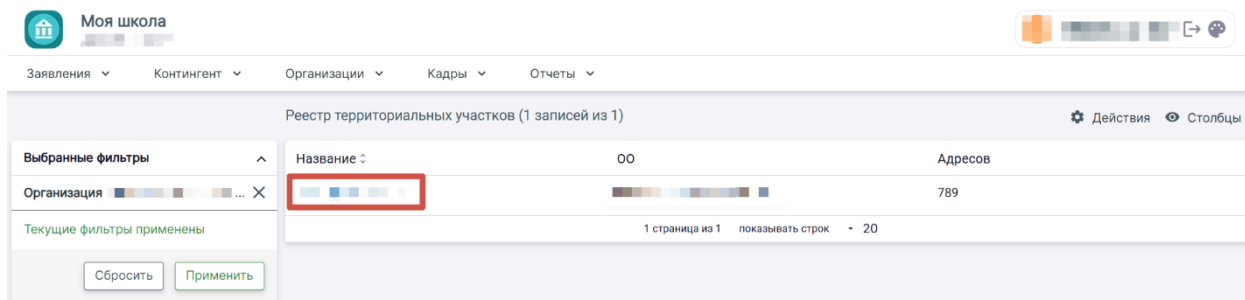 Моя школа
Заявления Контингент Организации Кадры Отчеты
Реестр территориальных участков (1 записей из 1)
Действия Столбцы
Выбранные фильтры
Название ОО Адресов
Организация ...
789
Текущие фильтры применены
1 страница из 1 показывать строк 20
Сбросить Применить